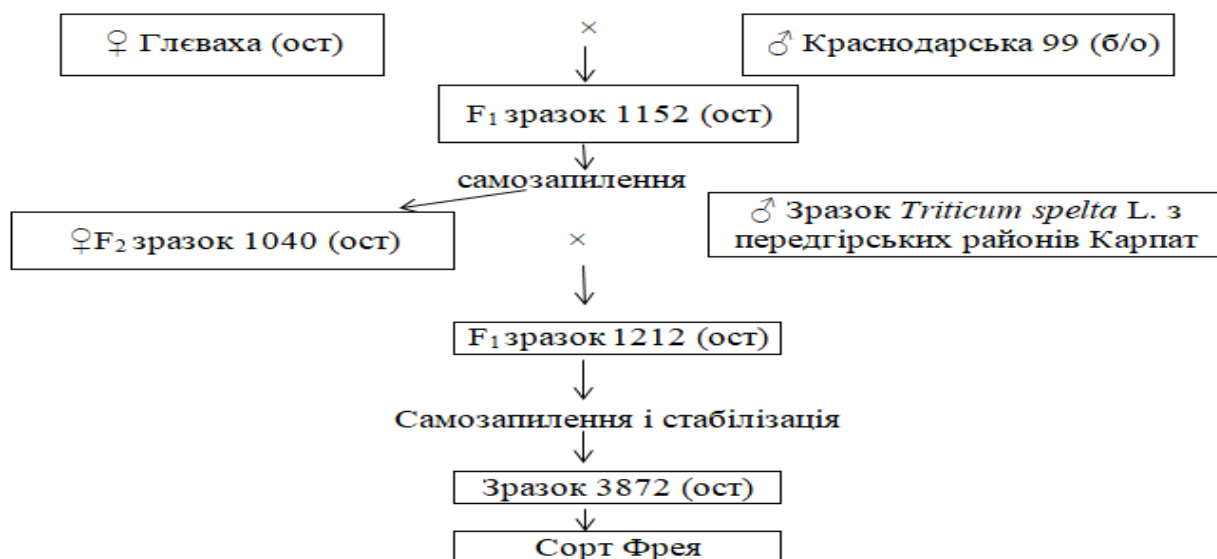 ♀ Глєваха (ост) × ♂ Краснодарська 99 (б/о)
F₁ зразок 1152 (ост)
самозапилення
♀F₂ зразок 1040 (ост) × ♂ Зразок Triticum spelta L. з
передгірських районів Карпат
F₁ зразок 1212 (ост)
Самозапилення і стабілізація
Зразок 3872 (ост)
Сорт Фрея